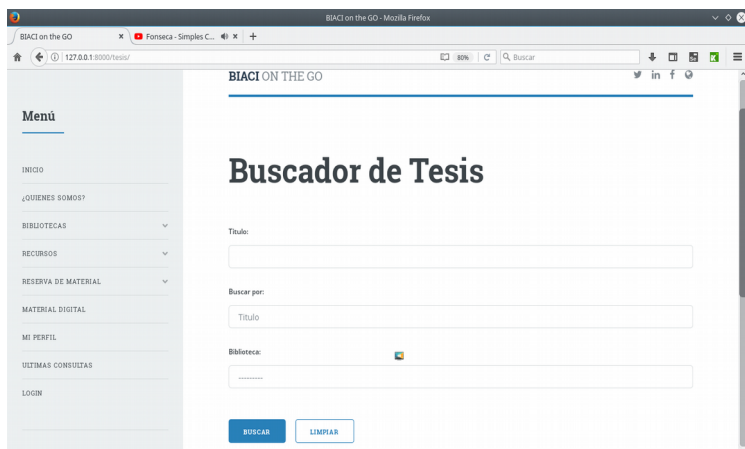 BIACI on the GO - Mozilla Firefox
BIACI on the GO
Fonseca - Simples C...
127.0.0.1:8000/tesis/
80%
Buscar
BIACI ON THE GO
Menú
INICIO
¿QUIENES SOMOS?
BIBLIOTECAS
RECURSOS
RESERVA DE MATERIAL
MATERIAL DIGITAL
MI PERFIL
ULTIMAS CONSULTAS
LOGIN
Buscador de Tesis
Titulo:
Buscar por:
Titulo
Biblioteca:
---------
BUSCAR
LIMPIAR